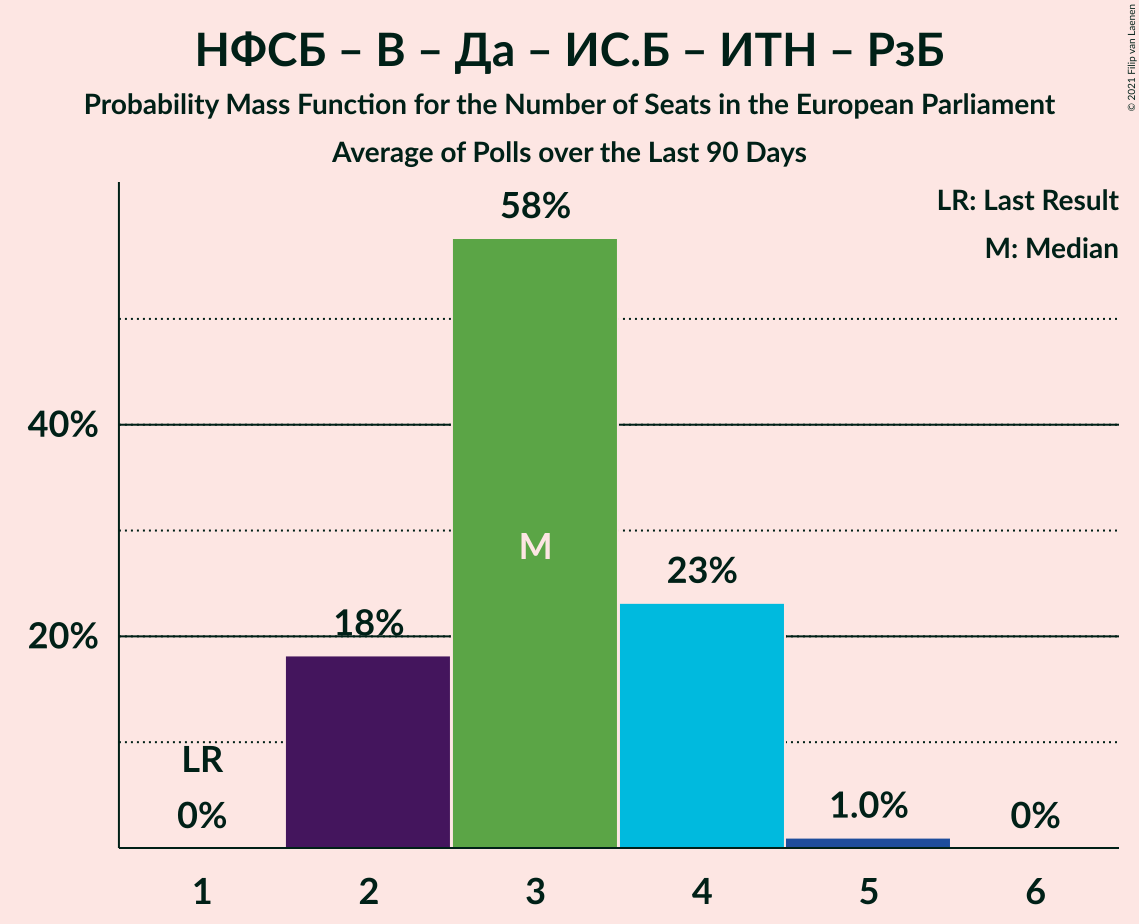 НФСБ – В – Да – ИС.Б – ИТН – РзБ
Probability Mass Function for the Number of Seats in the European Parliament
Average of Polls over the Last 90 Days
© 2021 Filip van Laenen
LR: Last Result
M: Median
58%
40%
M
23%
20%
18%
LR
0%
1.0%
0%
1 2 3 4 5 6